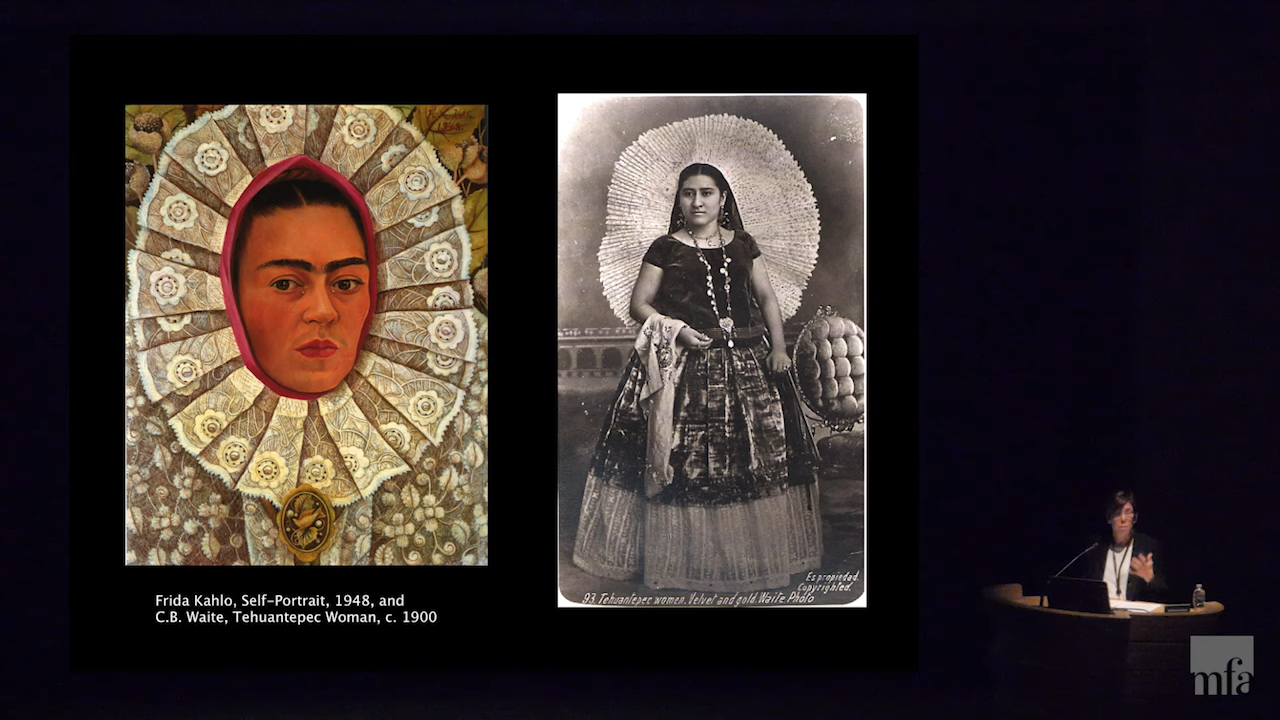 Es propiedad.
Copyrighted.
93. Tehuantepec women. Velvet and gold. Waite Photo
Frida Kahlo, Self-Portrait, 1948, and
C.B. Waite, Tehuantepec Woman, c. 1900
mfa